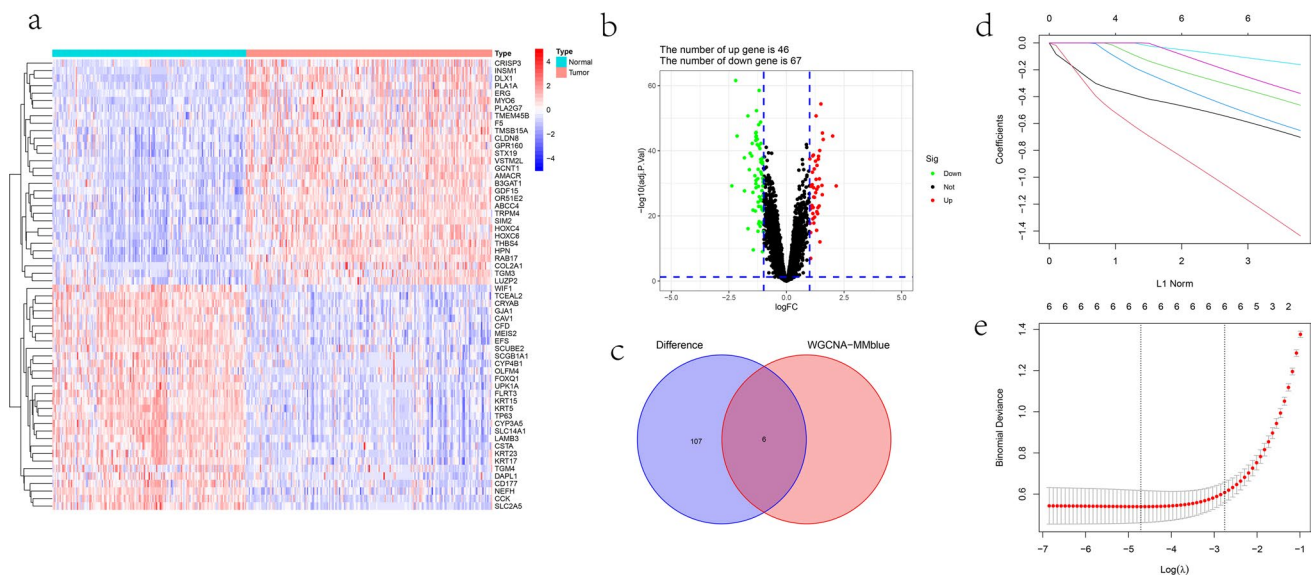 a
Type
CRISP3
INSM1
DLX1
PLA1A
ERG
MYO6
PLA2G7
TMEM45B
F5
TMSB15A
CLDN8
GPR160
STX19
VSTM2L
GCNT1
AMACR
B3GAT1
GDF15
OR51E2
ABCC4
TRPM4
SIM2
HOXC4
HOXC6
THBS4
HPN
RAB17
COL2A1
TGM3
LUZP2
WIF1
TCEAL2
CRYAB
GJA1
CAV1
CFD
MEIS2
EFS
SCUBE2
SCGB1A1
CYP4B1
OLFM4
FOXQ1
UPK1A
FLRT3
KRT15
KRT5
TP63
CYP3A5
SLC14A1
LAMB3
CSTA
KRT23
KRT17
TGM4
DAPL1
CD177
NEFH
CCK
SLC2A5
4
2
0
−2
−4
Type
Normal
Tumor
b
The number of up gene is 46
The number of down gene is 67
60
40
20
0
−log10(adj.P.Val)
−5.0 −2.5 0.0 2.5 5.0
logFC
Sig
Down
Not
Up
c
Difference
WGCNA−MMblue
107
6
d
0 4 6 6
0.0
−0.2
−0.4
−0.6
−0.8
−1.0
−1.2
−1.4
Coefficients
0 1 2 3
L1 Norm
e
6 6 6 6 6 6 6 6 6 6 6 6 6 5 3 2
1.4
1.2
1.0
0.8
0.6
Binomial Deviance
−7 −6 −5 −4 −3 −2 −1
Log(λ)